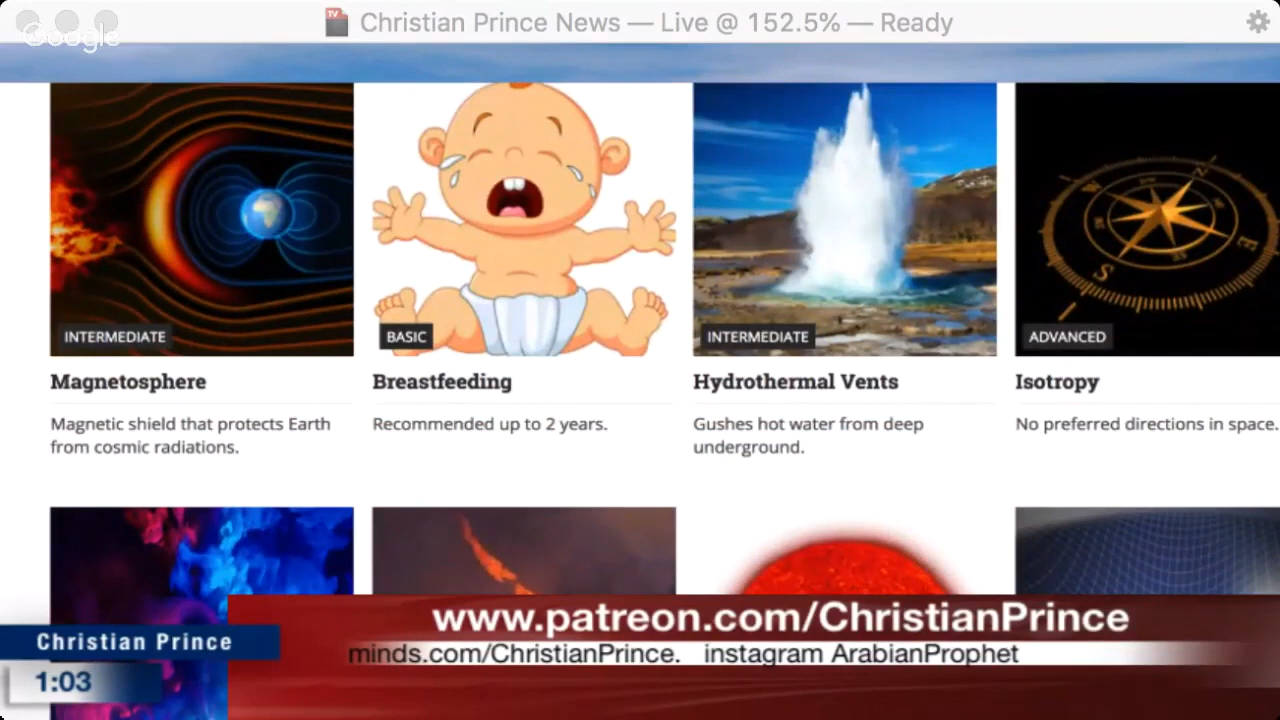 Christian Prince News — Live @ 152.5% — Ready
Google
INTERMEDIATE
BASIC
INTERMEDIATE
ADVANCED
Magnetosphere
Breastfeeding
Hydrothermal Vents
Isotropy
Magnetic shield that protects Earth
from cosmic radiations.
Recommended up to 2 years.
Gushes hot water from deep
underground.
No preferred directions in space.
www.patreon.com/ChristianPrince
Christian Prince
minds.com/ChristianPrince. instagram ArabianProphet
1:03